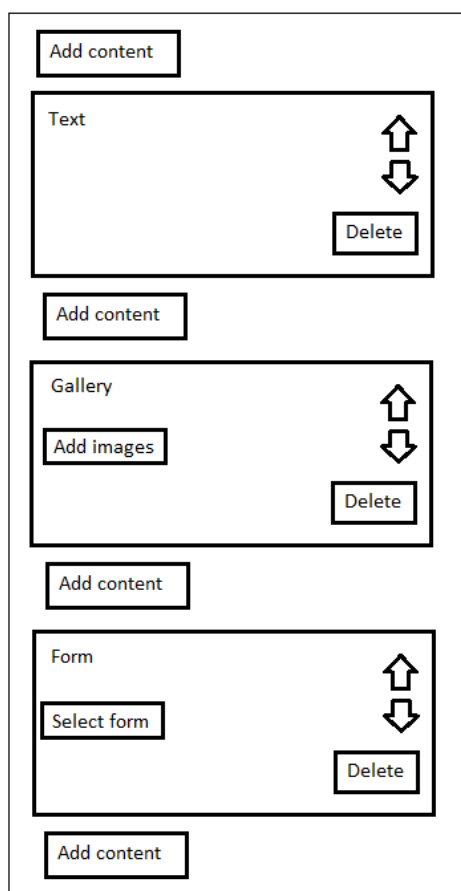 Add content
Text
Delete
Add content
Gallery
Add images
Delete
Add content
Form
Select form
Delete
Add content